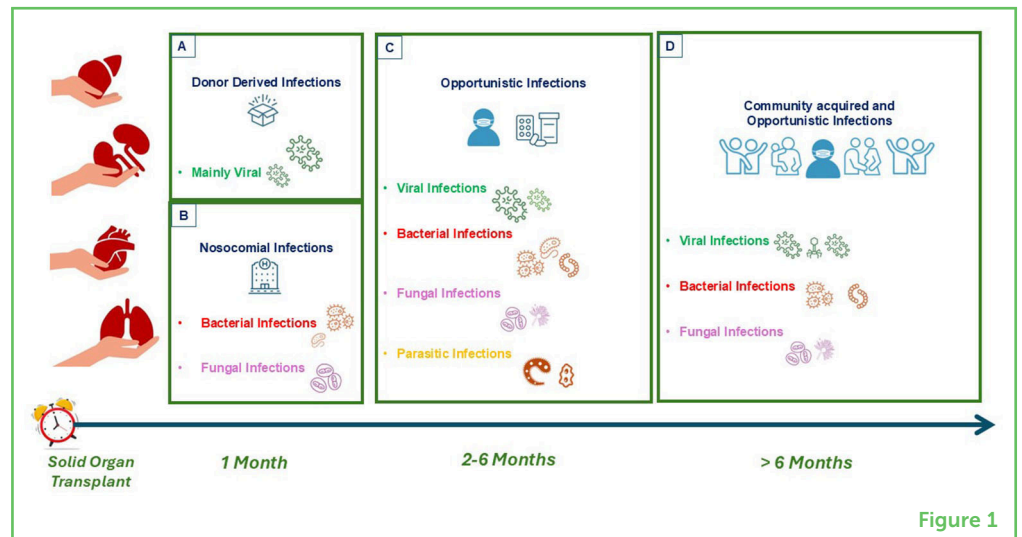 A
Donor Derived Infections
• Mainly Viral
B
Nosocomial Infections
H
• Bacterial Infections
• Fungal Infections
C
Opportunistic Infections
• Viral Infections
• Bacterial Infections
• Fungal Infections
• Parasitic Infections
D
Community acquired and
Opportunistic Infections
• Viral Infections
• Bacterial Infections
• Fungal Infections
Solid Organ
Transplant
1 Month
2-6 Months
> 6 Months
Figure 1